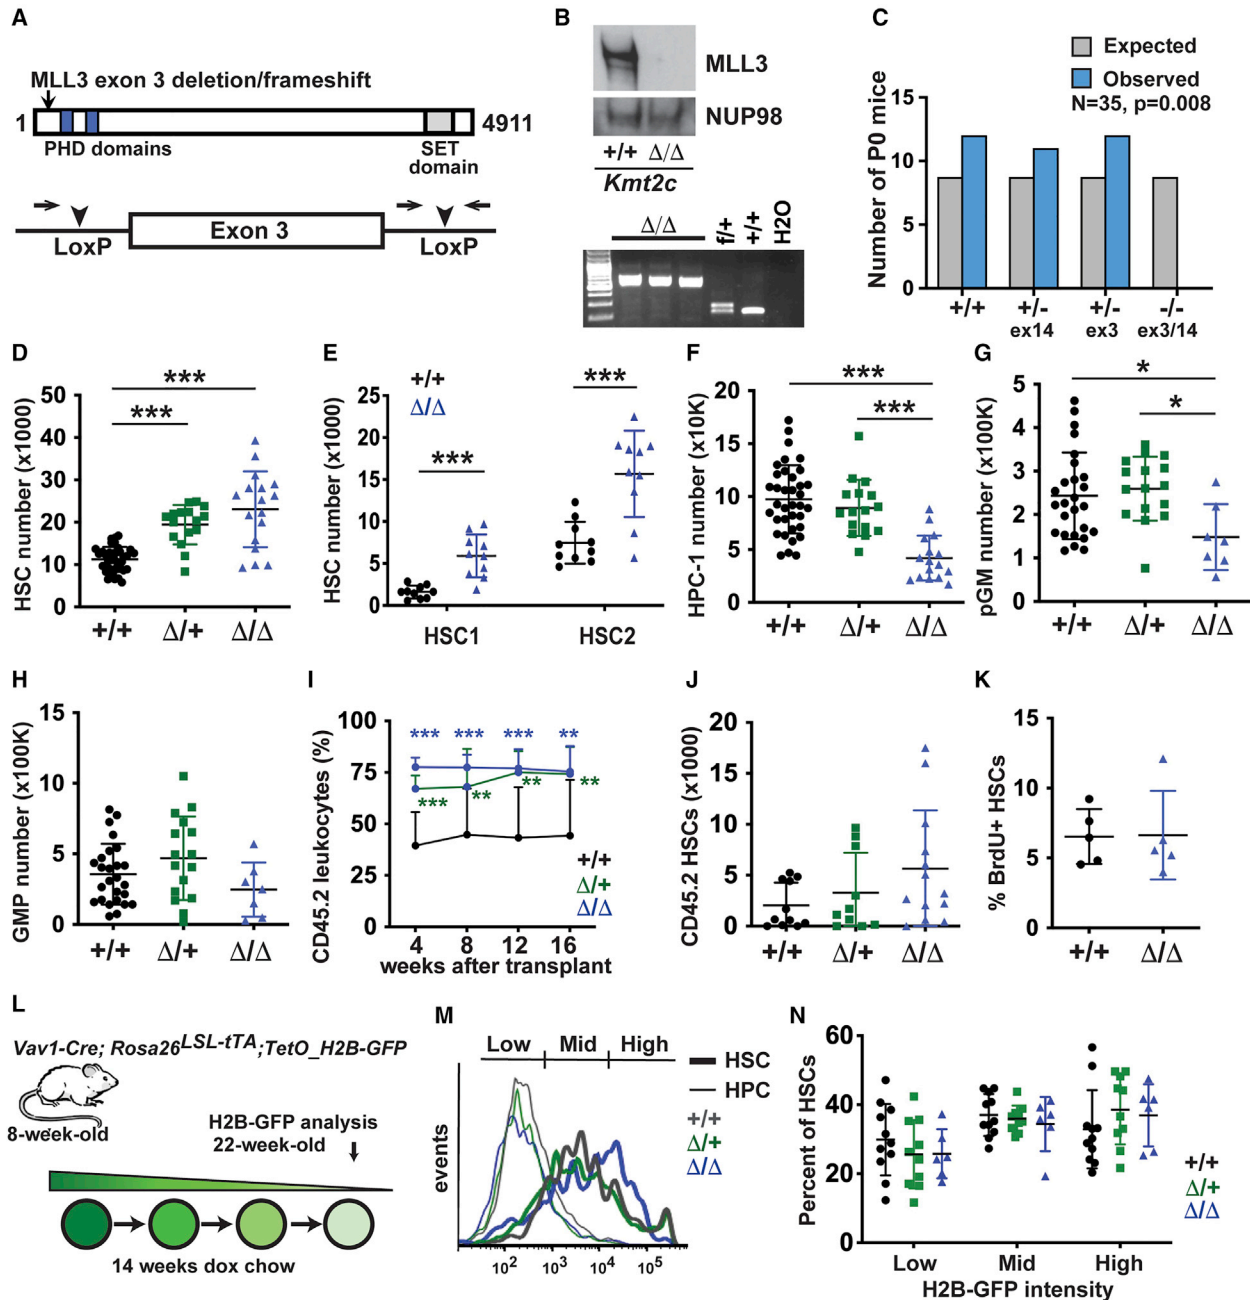 A
MLL3 exon 3 deletion/frameshift
1
4911
PHD domains
SET
domain
Exon 3
LoxP
LoxP
B
MLL3
NUP98
+/+ Δ/Δ
Kmt2c
Δ/Δ
f/+
+/+
H2O
C
Expected
Observed
N=35, p=0.008
Number of P0 mice
15
10
5
0
+/+
+/-
ex14
+/-
ex3
-/-
ex3/14
D
HSC number (x1000)
50
40
30
20
10
0
***
***
+/+ Δ/+ Δ/Δ
E
HSC number (x1000)
25
20
15
10
5
0
+/+
Δ/Δ
***
***
HSC1 HSC2
F
HPC-1 number (x10K)
20
15
10
5
0
***
***
+/+ Δ/+ Δ/Δ
G
pGM number (x100K)
5
4
3
2
1
0
*
*
+/+ Δ/+ Δ/Δ
H
GMP number (x100K)
15
10
5
0
+/+ Δ/+ Δ/Δ
I
CD45.2 leukocytes (%)
100
75
50
25
0
*** *** *** **
*** ** ** **
+/+
Δ/+
Δ/Δ
4 8 12 16
weeks after transplant
J
CD45.2 HSCs (x1000)
20
15
10
5
0
+/+ Δ/+ Δ/Δ
K
% BrdU+ HSCs
15
10
5
0
+/+ Δ/Δ
L
Vav1-Cre; Rosa26LSL-tTA;TetO_H2B-GFP
8-week-old
H2B-GFP analysis
22-week-old
14 weeks dox chow
M
Low Mid High
HSC
HPC
+/+
Δ/+
Δ/Δ
events
10² 10³ 10⁴ 10⁵
N
Percent of HSCs
60
40
20
0
+/+
Δ/+
Δ/Δ
Low Mid High
H2B-GFP intensity